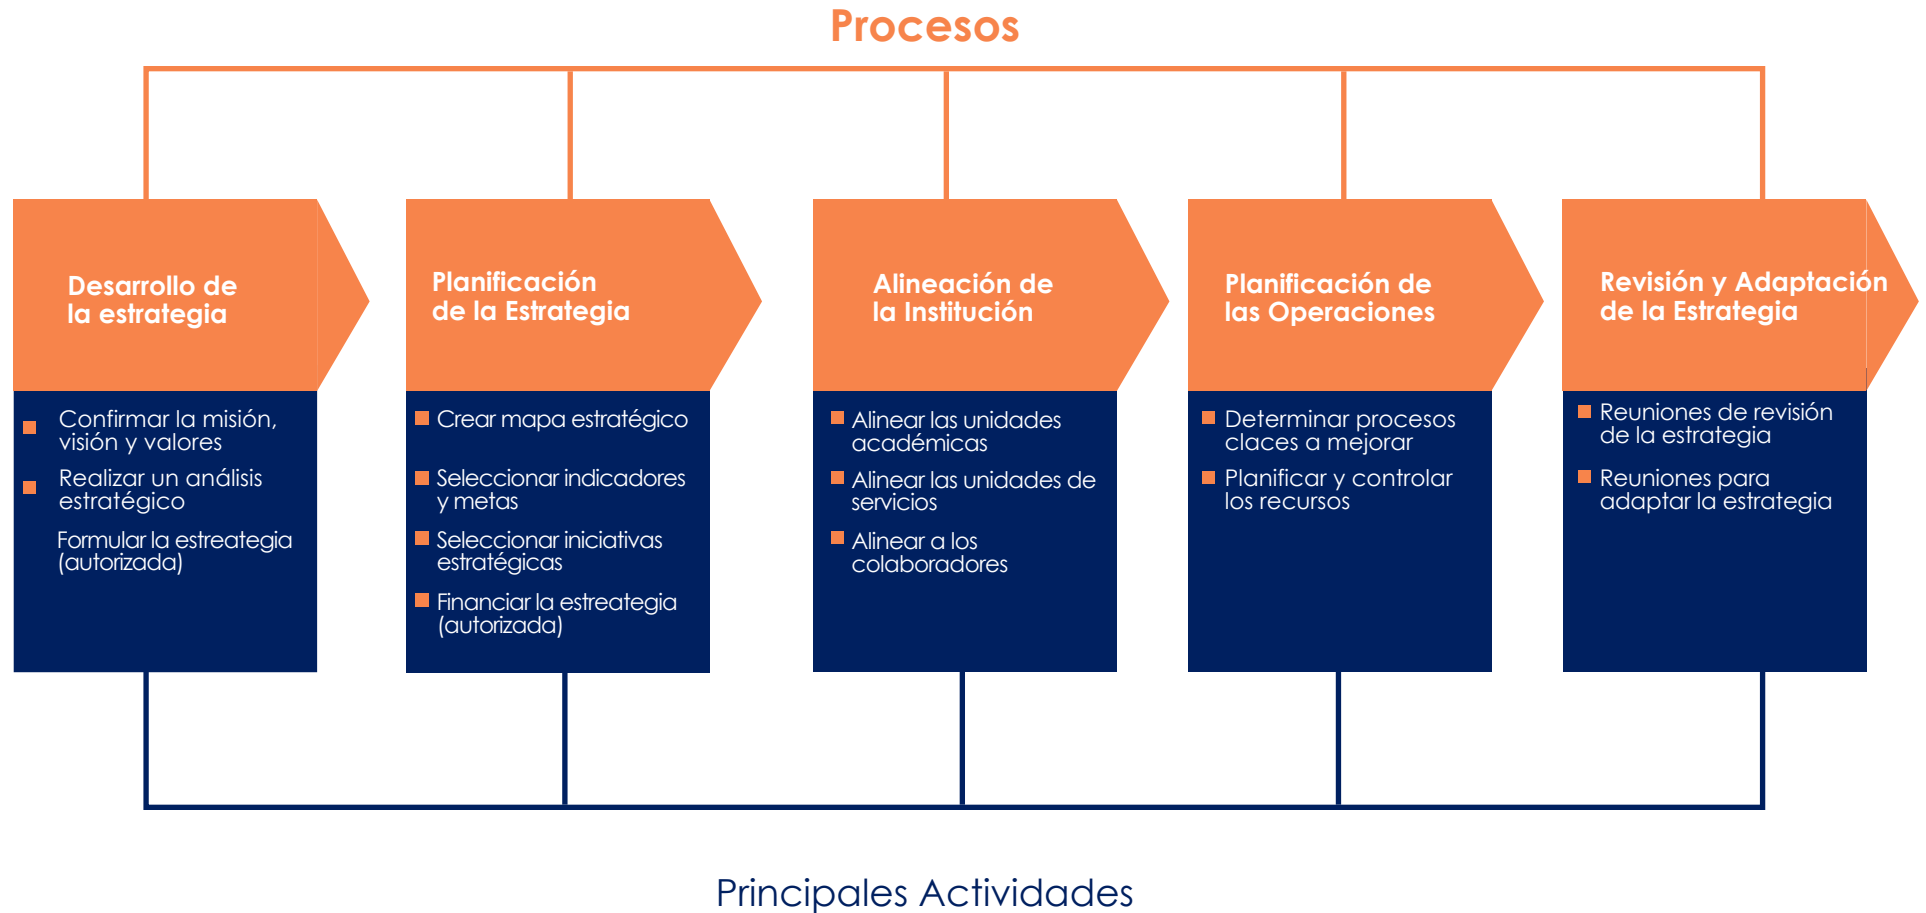 Procesos
Desarrollo de
la estrategia
Confirmar la misión,
visión y valores
Realizar un análisis
estratégico
Formular la estreategia
(autorizada)
Planificación
de la Estrategia
Crear mapa estratégico
Seleccionar indicadores
y metas
Seleccionar iniciativas
estratégicas
Financiar la estreategia
(autorizada)
Alineación de
la Institución
Alinear las unidades
académicas
Alinear las unidades de
servicios
Alinear a los
colaboradores
Planificación de
las Operaciones
Determinar procesos
claces a mejorar
Planificar y controlar
los recursos
Revisión y Adaptación
de la Estrategia
Reuniones de revisión
de la estrategia
Reuniones para
adaptar la estrategia
Principales Actividades